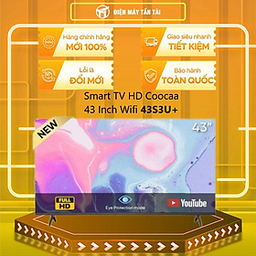 ĐIỆN MÁY TẤN TÀI
Hàng chính hãng
MỚI 100%
Giao siêu nhanh
TIẾT KIỆM
Lỗi là
ĐỔI MỚI
Bảo hành
TOÀN QUỐC
Smart TV HD Coocaa
43 Inch Wifi 43S3U+
NEW
43"
FULL HD
Eye Protection mode
YouTube